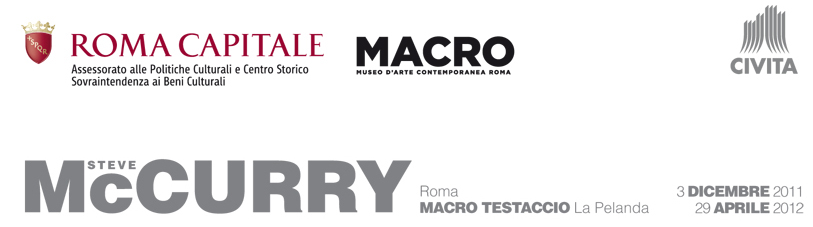 SPQR
ROMA CAPITALE
Assessorato alle Politiche Culturali e Centro Storico
Sovraintendenza ai Beni Culturali
MACRO
MUSEO D'ARTE CONTEMPORANEA ROMA
CIVITA
STEVE
McCURRY
Roma
MACRO TESTACCIO La Pelanda
3 DICEMBRE 2011
29 APRILE 2012